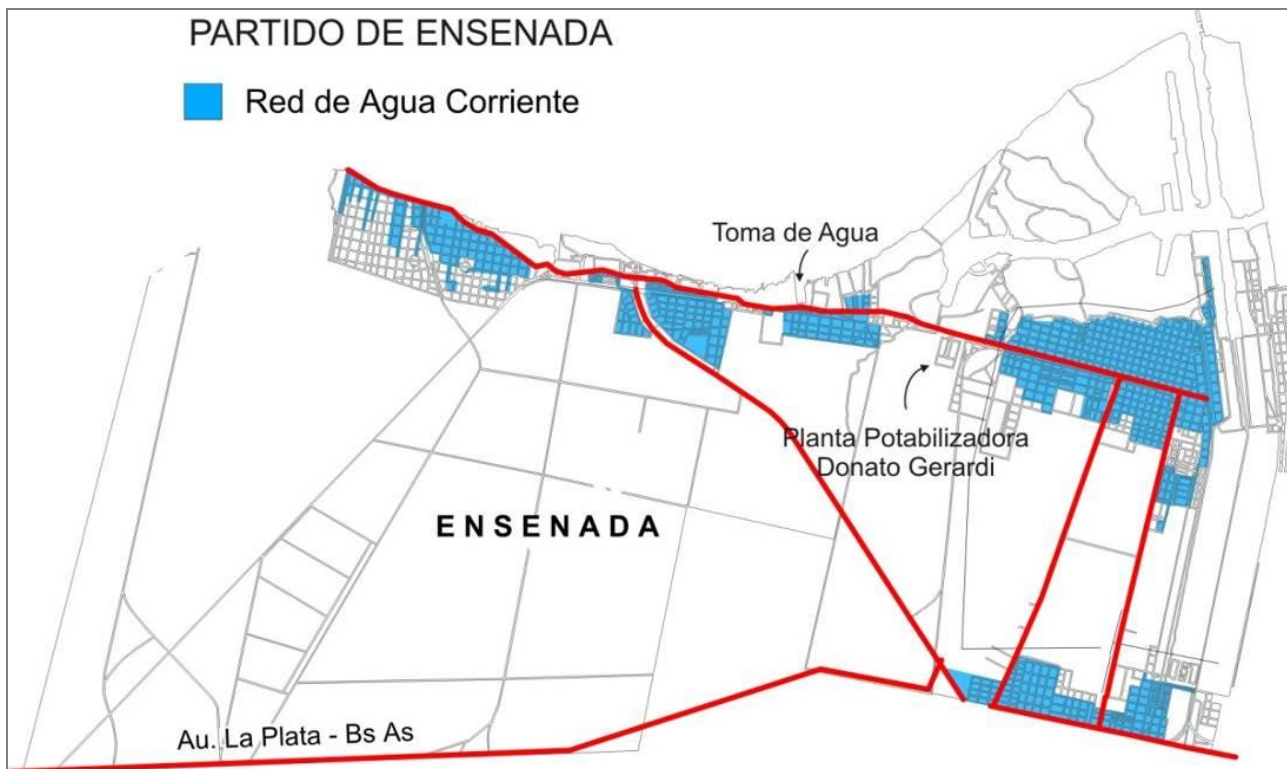 PARTIDO DE ENSENADA
Red de Agua Corriente
Toma de Agua
Planta Potabilizadora
Donato Gerardi
ENSENADA
Au. La Plata - Bs As